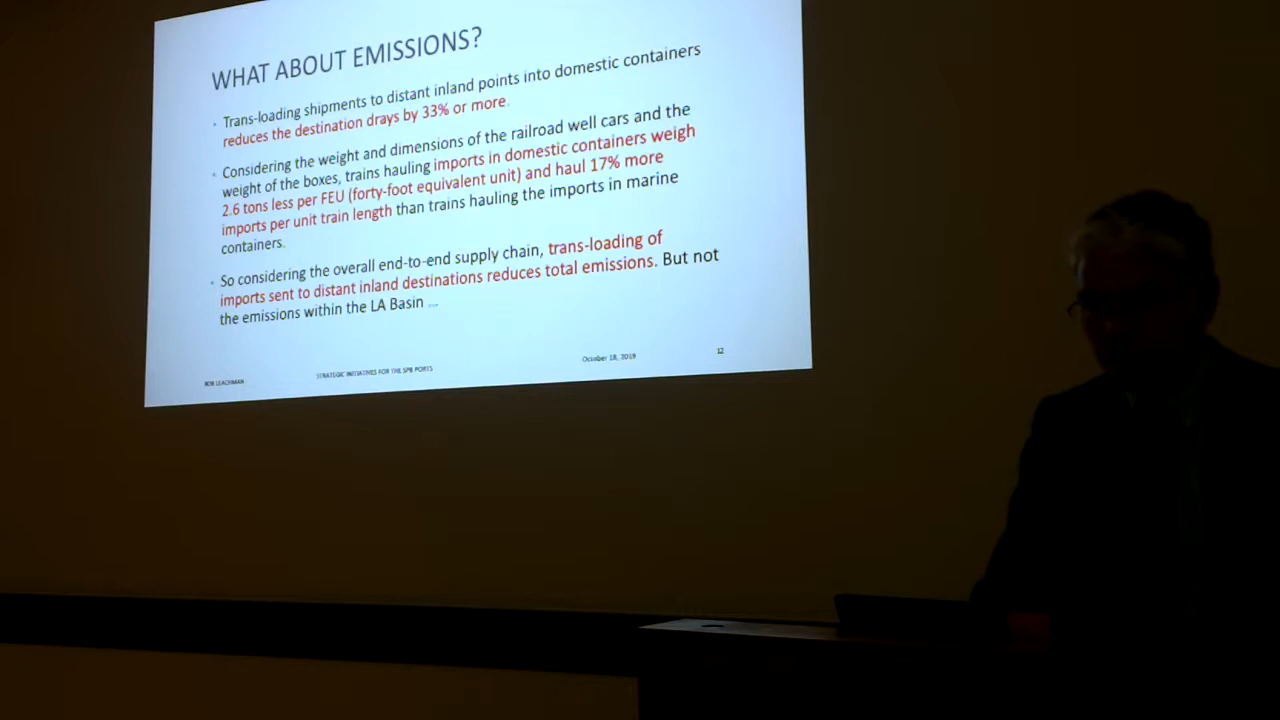 WHAT ABOUT EMISSIONS?
• Trans-loading shipments to distant inland points into domestic containers
reduces the destination drays by 33% or more.
• Considering the weight and dimensions of the railroad well cars and the
weight of the boxes, trains hauling imports in domestic containers weigh
2.6 tons less per FEU (forty-foot equivalent unit) and haul 17% more
imports per unit train length than trains hauling the imports in marine
containers.
• So considering the overall end-to-end supply chain, trans-loading of
imports sent to distant inland destinations reduces total emissions. But not
the emissions within the LA Basin ...
BOB LEACHMAN
STRATEGIC INITIATIVES FOR THE SPB PORTS
October 18, 2019
12